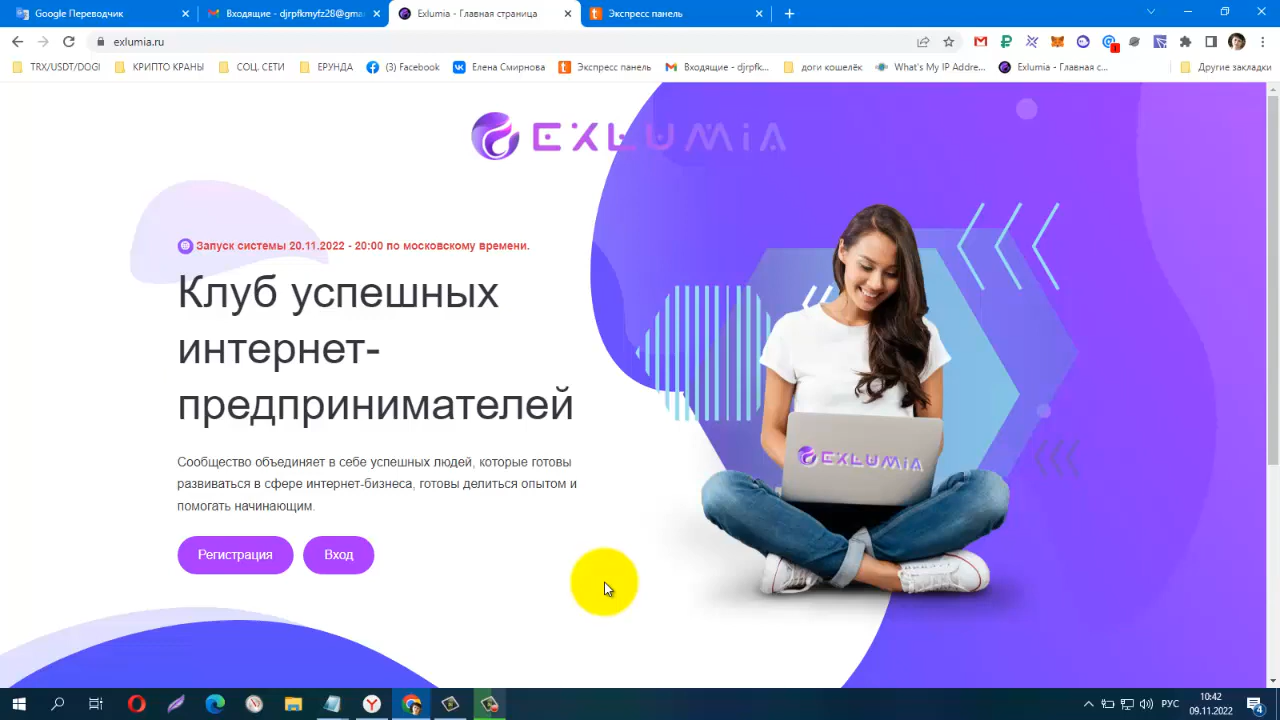 Google Переводчик
Входящие - djrpfkmyfz28@gma
Exlumia - Главная страница
Экспресс панель
exlumia.ru
TRX/USDT/DOGI
КРИПТО КРАНЫ
СОЦ. СЕТИ
ЕРУНДА
(3) Facebook
Елена Смирнова
Экспресс панель
Входящие - djrpfk...
доги кошелёк
What's My IP Addre...
Exlumia - Главная с...
Другие закладки
EXLUMIA
Запуск системы 20.11.2022 - 20:00 по московскому времени.
Клуб успешных
интернет-
предпринимателей
Сообщество объединяет в себе успешных людей, которые готовы
развиваться в сфере интернет-бизнеса, готовы делиться опытом и
помогать начинающим.
Регистрация
Вход
EXLUMIA
РУС
10:42
09.11.2022
4